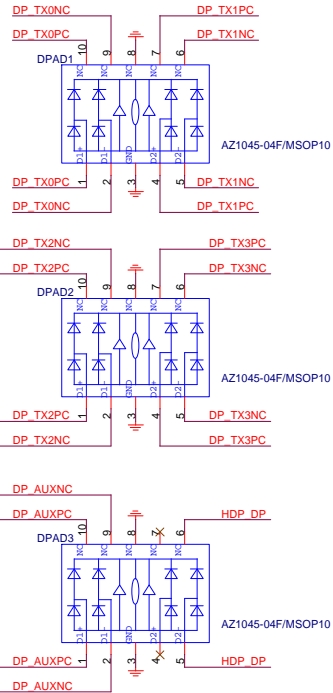 DP_TX0NC DP_TX1PC
DP_TX0PC DP_TX1NC
10 9 8 7 6
DPAD1
NC NC NC NC
AZ1045-04F/MSOP10
D1+ D1- GND D2+ D2-
1 2 3 4 5
DP_TX0PC DP_TX1NC
DP_TX0NC DP_TX1PC
DP_TX2NC DP_TX3PC
DP_TX2PC DP_TX3NC
10 9 8 7 6
DPAD2
NC NC NC NC
AZ1045-04F/MSOP10
D1+ D1- GND D2+ D2-
1 2 3 4 5
DP_TX2PC DP_TX3NC
DP_TX2NC DP_TX3PC
DP_AUXNC
DP_AUXPC HDP_DP
10 9 8 7 6
DPAD3
NC NC NC NC
AZ1045-04F/MSOP10
D1+ D1- GND D2+ D2-
1 2 3 4 5
DP_AUXPC HDP_DP
DP_AUXNC